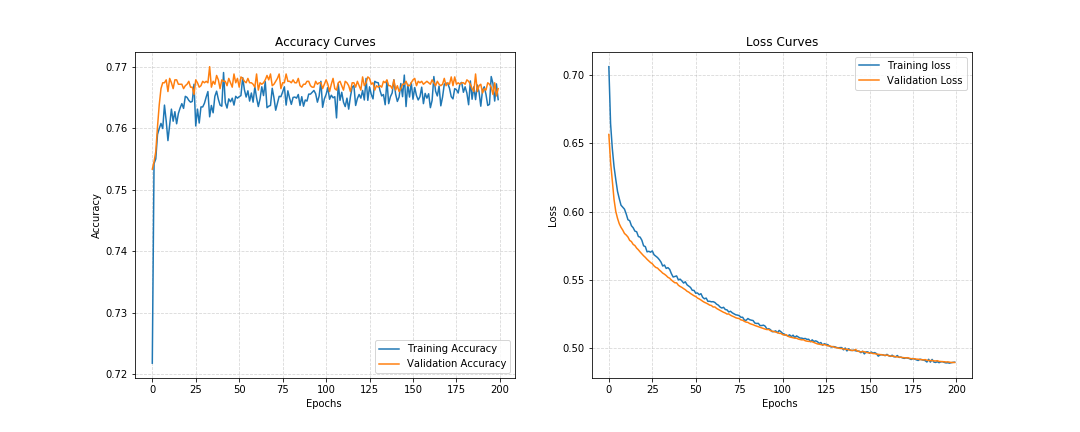 Accuracy Curves
0.77
0.76
0.75
0.74
0.73
0.72
Accuracy
0 25 50 75 100 125 150 175 200
Epochs
Training Accuracy
Validation Accuracy
Loss Curves
0.70
0.65
0.60
0.55
0.50
Loss
0 25 50 75 100 125 150 175 200
Epochs
Training loss
Validation Loss